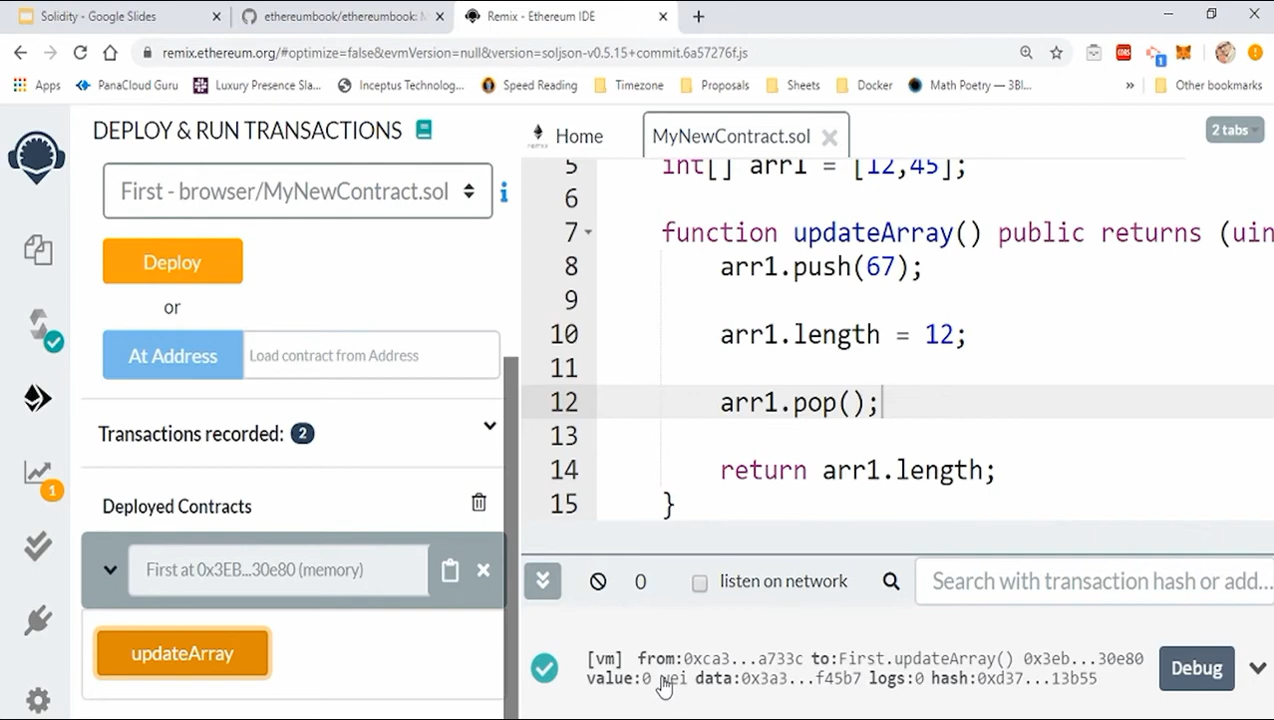 Solidity - Google Slides
ethereumbook/ethereumbook:
Remix - Ethereum IDE
remix.ethereum.org/#optimize=false&evmVersion=null&version=soljson-v0.5.15+commit.6a57276f.js
Apps
PanaCloud Guru
Luxury Presence Sla...
Inceptus Technolog...
Speed Reading
Timezone
Proposals
Sheets
Docker
Math Poetry — 3Bl...
Other bookmarks
DEPLOY & RUN TRANSACTIONS
First - browser/MyNewContract.sol
Deploy
or
At Address
Load contract from Address
Transactions recorded: 2
1
Deployed Contracts
First at 0x3EB...30e80 (memory)
updateArray
Home
MyNewContract.sol
2 tabs
5 int[] arr1 = [12,45];
6
7 function updateArray() public returns (uin
8 arr1.push(67);
9
10 arr1.length = 12;
11
12 arr1.pop();
13
14 return arr1.length;
15 }
0
listen on network
Search with transaction hash or add...
[vm] from:0xca3...a733c to:First.updateArray() 0x3eb...30e80
value:0 wei data:0x3a3...f45b7 logs:0 hash:0xd37...13b55
Debug